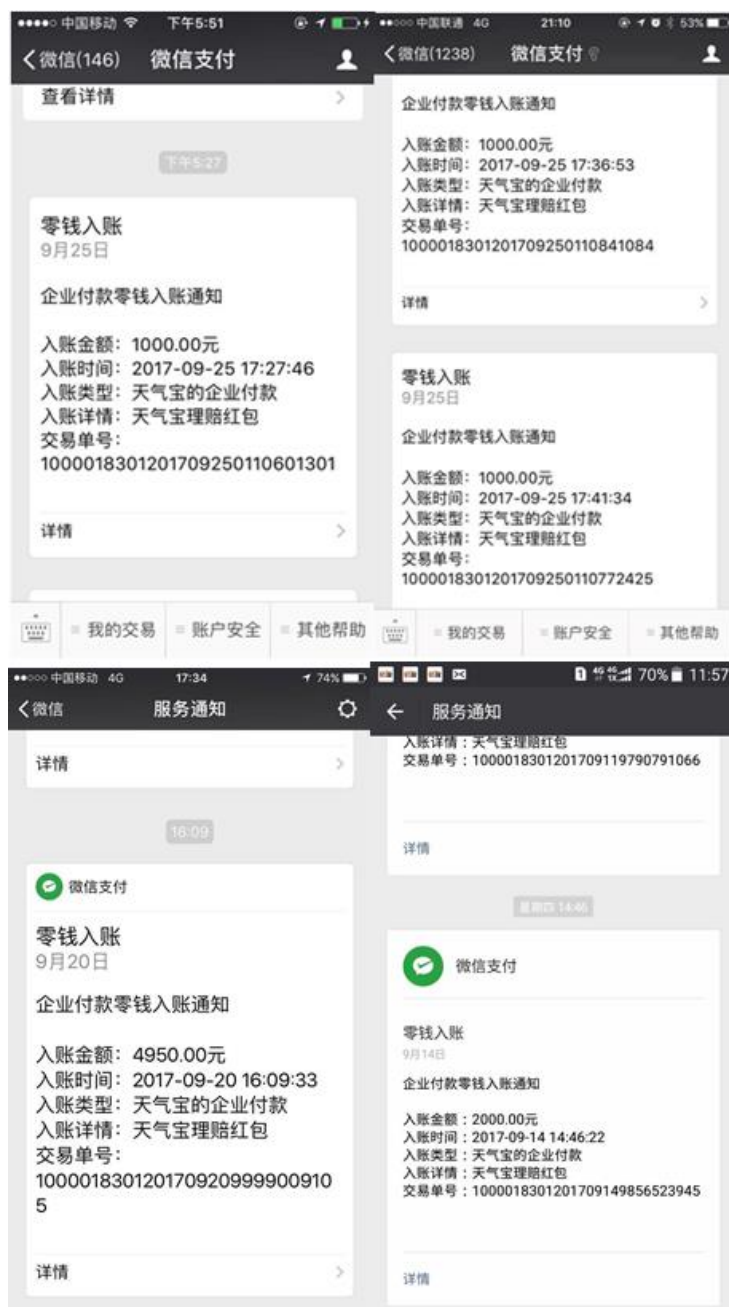 中国移动 下午5:51
微信(146) 微信支付
查看详情
下午5:27
零钱入账
9月25日
企业付款零钱入账通知
入账金额：1000.00元
入账时间：2017-09-25 17:27:46
入账类型：天气宝的企业付款
入账详情：天气宝理赔红包
交易单号：
1000018301201709250110601301
详情
我的交易 账户安全 其他帮助
中国联通 4G 21:10 53%
微信(1238) 微信支付
企业付款零钱入账通知
入账金额：1000.00元
入账时间：2017-09-25 17:36:53
入账类型：天气宝的企业付款
入账详情：天气宝理赔红包
交易单号：
1000018301201709250110841084
详情
零钱入账
9月25日
企业付款零钱入账通知
入账金额：1000.00元
入账时间：2017-09-25 17:41:34
入账类型：天气宝的企业付款
入账详情：天气宝理赔红包
交易单号：
1000018301201709250110772425
我的交易 账户安全 其他帮助
中国移动 4G 17:34 74%
微信 服务通知
详情
16:09
微信支付
零钱入账
9月20日
企业付款零钱入账通知
入账金额：4950.00元
入账时间：2017-09-20 16:09:33
入账类型：天气宝的企业付款
入账详情：天气宝理赔红包
交易单号：
100001830120170920999900910
5
详情
70% 11:57
服务通知
入账详情：天气宝理赔红包
交易单号：1000018301201709119790791066
详情
星期四 14:46
微信支付
零钱入账
9月14日
企业付款零钱入账通知
入账金额：2000.00元
入账时间：2017-09-14 14:46:22
入账类型：天气宝的企业付款
入账详情：天气宝理赔红包
交易单号：1000018301201709149856523945
详情